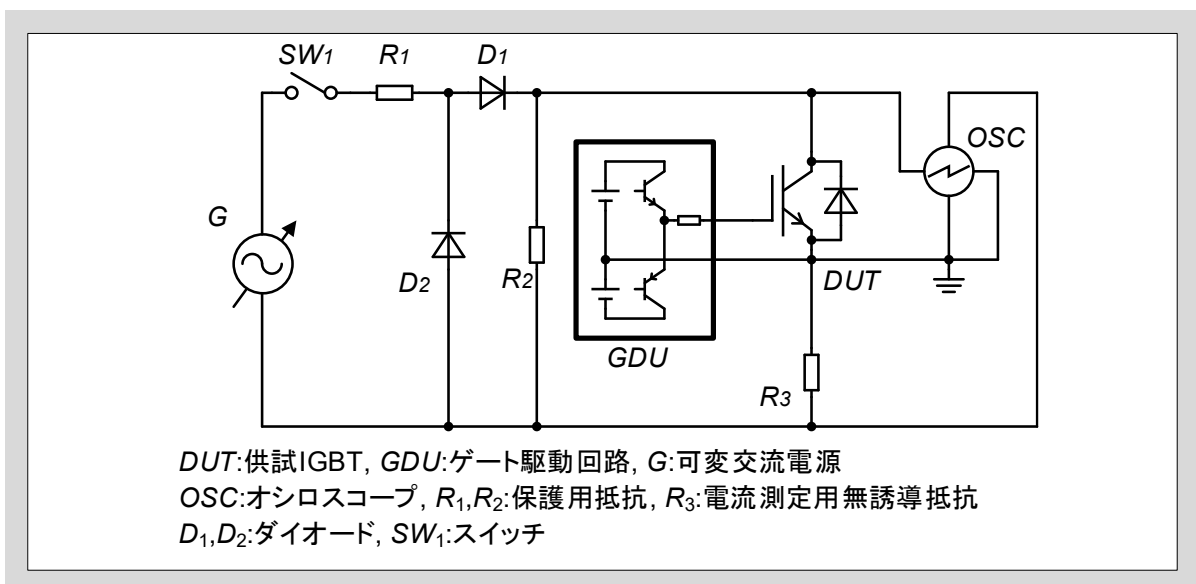 SW1 R1 D1
OSC
G
D2 R2 DUT
GDU
R3
DUT:供試IGBT, GDU:ゲート駆動回路, G:可変交流電源
OSC:オシロスコープ, R1,R2:保護用抵抗, R3:電流測定用無誘導抵抗
D1,D2:ダイオード, SW1:スイッチ